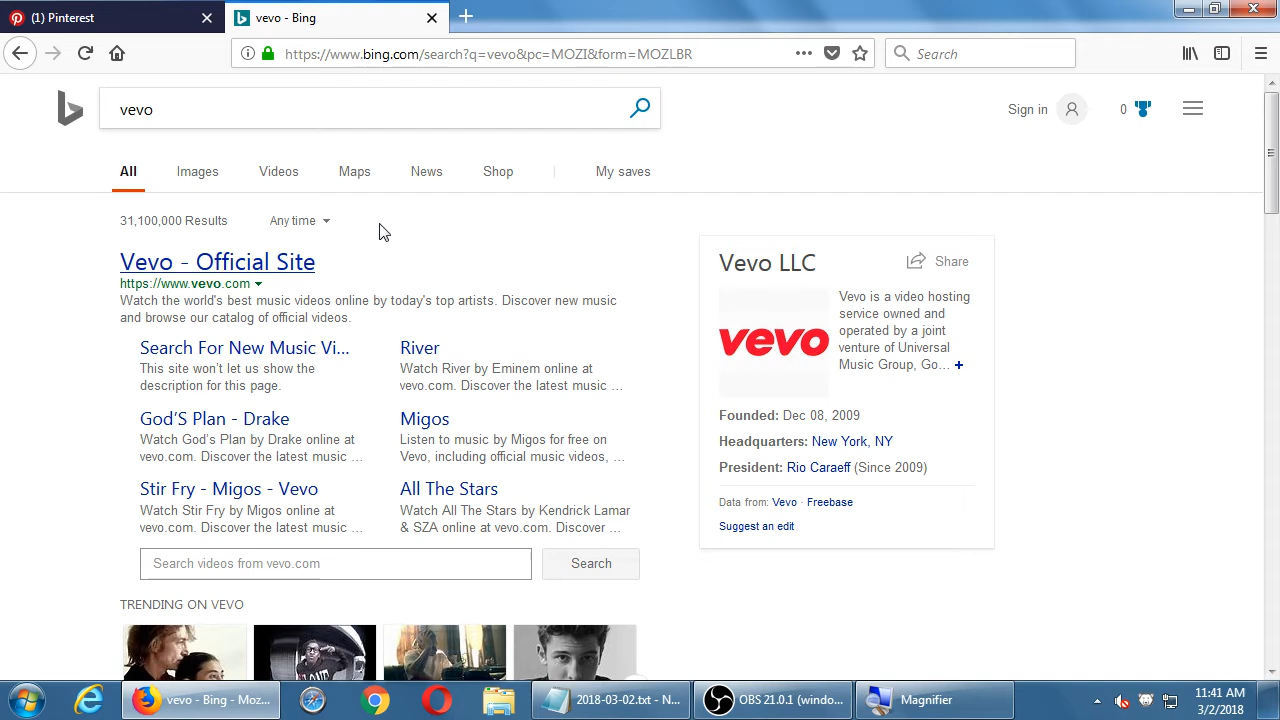 (1) Pinterest
vevo - Bing
https://www.bing.com/search?q=vevo&pc=MOZI&form=MOZLBR
Search
vevo
Sign in
0
All
Images
Videos
Maps
News
Shop
My saves
31,100,000 Results
Any time
Vevo - Official Site
https://www.vevo.com
Watch the world's best music videos online by today's top artists. Discover new music
and browse our catalog of official videos.
Search For New Music Vi...
This site won't let us show the
description for this page.
River
Watch River by Eminem online at
vevo.com. Discover the latest music ...
God'S Plan - Drake
Watch God's Plan by Drake online at
vevo.com. Discover the latest music ...
Migos
Listen to music by Migos for free on
Vevo, including official music videos, ...
Stir Fry - Migos - Vevo
Watch Stir Fry by Migos online at
vevo.com. Discover the latest music ...
All The Stars
Watch All The Stars by Kendrick Lamar
& SZA online at vevo.com. Discover ...
Search videos from vevo.com
Search
TRENDING ON VEVO
Vevo LLC
Share
vevo
Vevo is a video hosting
service owned and
operated by a joint
venture of Universal
Music Group, Go...
Founded: Dec 08, 2009
Headquarters: New York, NY
President: Rio Caraeff (Since 2009)
Data from: Vevo · Freebase
Suggest an edit
vevo - Bing - Moz...
2018-03-02.txt - N...
OBS 21.0.1 (windo...
Magnifier
11:41 AM
3/2/2018